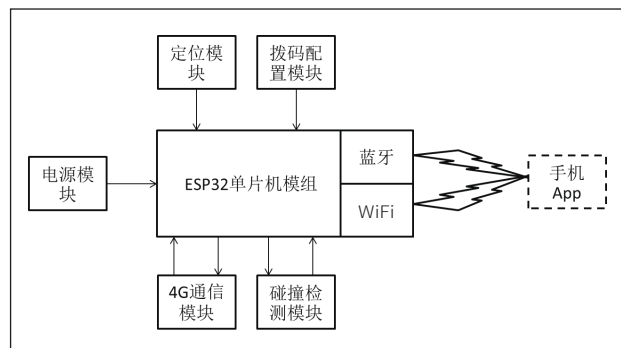 定位模
块
拨码配
置模块
电源模
块
ESP32单片机模组
蓝牙
WiFi
手机
App
4G通信
模块
碰撞检
测模块